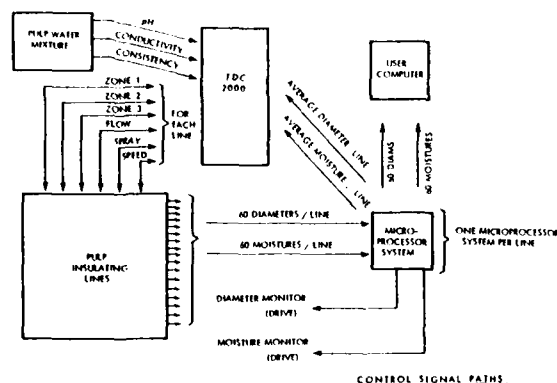 PULP WATER
MIXTURE
pH
CONDUCTIVITY
CONSISTENCY
TDC
2000
USER
COMPUTER
ZONE 1
ZONE 2
ZONE 3
FLOW
SPRAY
SPEED
FOR
EACH
LINE
AVERAGE DIAMETER / LINE
AVERAGE MOISTURE / LINE
60 DIAMS
60 MOISTURES
PULP
INSULATING
LINES
60 DIAMETERS / LINE
60 MOISTURES / LINE
MICRO-
PROCESSOR
SYSTEM
ONE MICROPROCESSOR
SYSTEM PER LINE
DIAMETER MONITOR
(DRIVE)
MOISTURE MONITOR
(DRIVE)
CONTROL SIGNAL PATHS